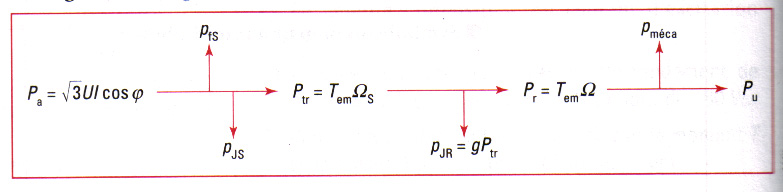 p_fS
p_méca
P_a = √3UI cos φ
P_tr = T_em Ω_S
P_r = T_em Ω
P_u
p_JS
p_JR = gP_tr